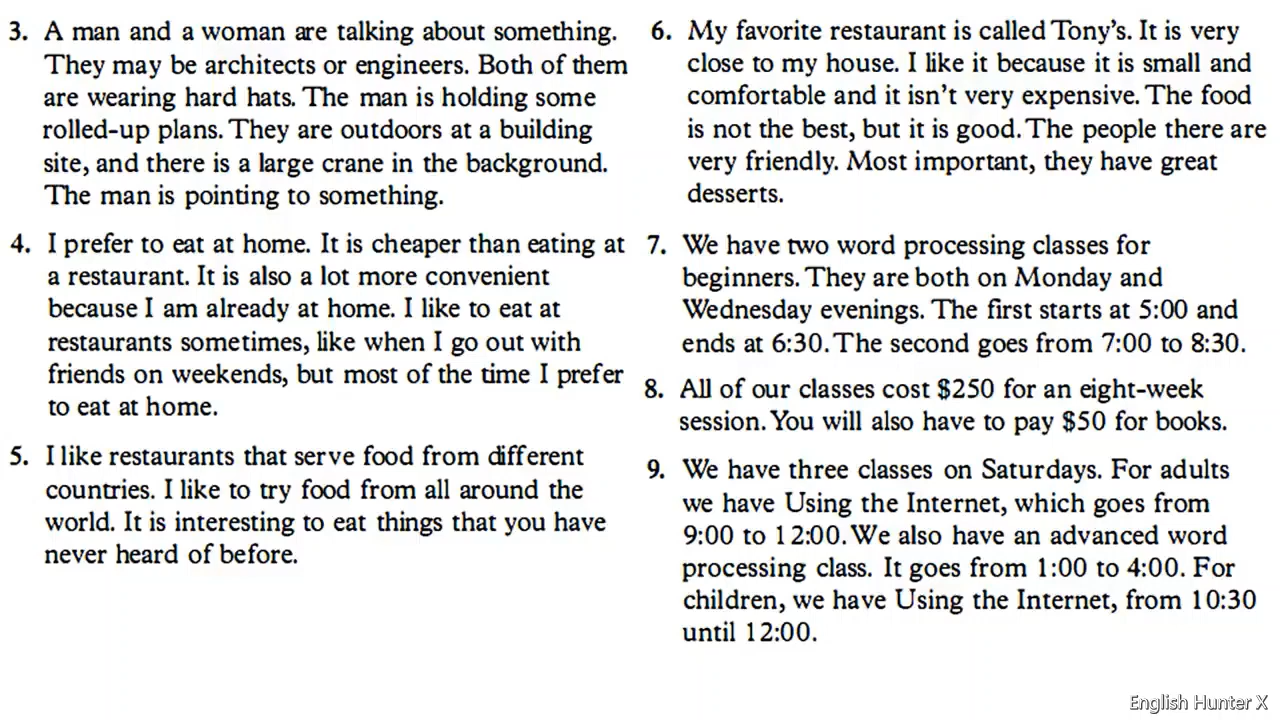 3. A man and a woman are talking about something.
They may be architects or engineers. Both of them
are wearing hard hats. The man is holding some
rolled-up plans. They are outdoors at a building
site, and there is a large crane in the background.
The man is pointing to something.
4. I prefer to eat at home. It is cheaper than eating at
a restaurant. It is also a lot more convenient
because I am already at home. I like to eat at
restaurants sometimes, like when I go out with
friends on weekends, but most of the time I prefer
to eat at home.
5. I like restaurants that serve food from different
countries. I like to try food from all around the
world. It is interesting to eat things that you have
never heard of before.
6. My favorite restaurant is called Tony's. It is very
close to my house. I like it because it is small and
comfortable and it isn't very expensive. The food
is not the best, but it is good. The people there are
very friendly. Most important, they have great
desserts.
7. We have two word processing classes for
beginners. They are both on Monday and
Wednesday evenings. The first starts at 5:00 and
ends at 6:30. The second goes from 7:00 to 8:30.
8. All of our classes cost $250 for an eight-week
session. You will also have to pay $50 for books.
9. We have three classes on Saturdays. For adults
we have Using the Internet, which goes from
9:00 to 12:00. We also have an advanced word
processing class. It goes from 1:00 to 4:00. For
children, we have Using the Internet, from 10:30
until 12:00.
English Hunter X